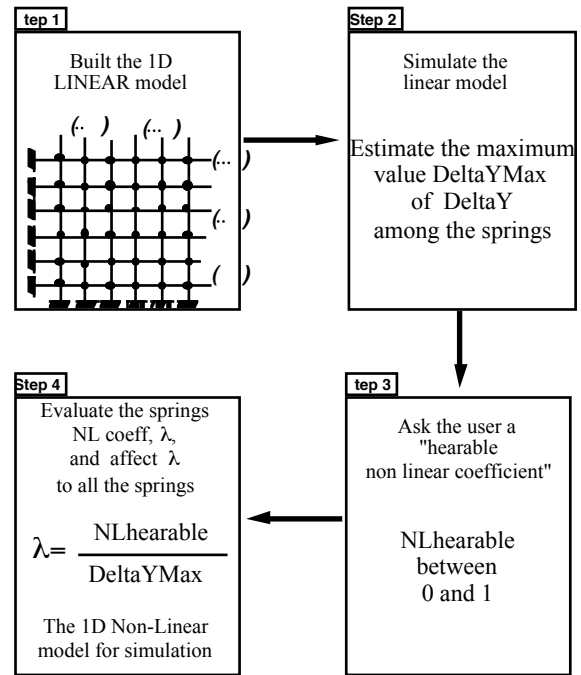 tep 1
Built the 1D
LINEAR model
(.. ) (... )
(... )
(.. )
( )
Step 2
Simulate the
linear model
Estimate the maximum
value DeltaYMax
of DeltaY
among the springs
tep 3
Ask the user a
"hearable
non linear coefficient"
NLhearable
between
0 and 1
Step 4
Evaluate the springs
NL coeff, λ,
and affect λ
to all the springs
λ= NLhearable
DeltaYMax
The 1D Non-Linear
model for simulation